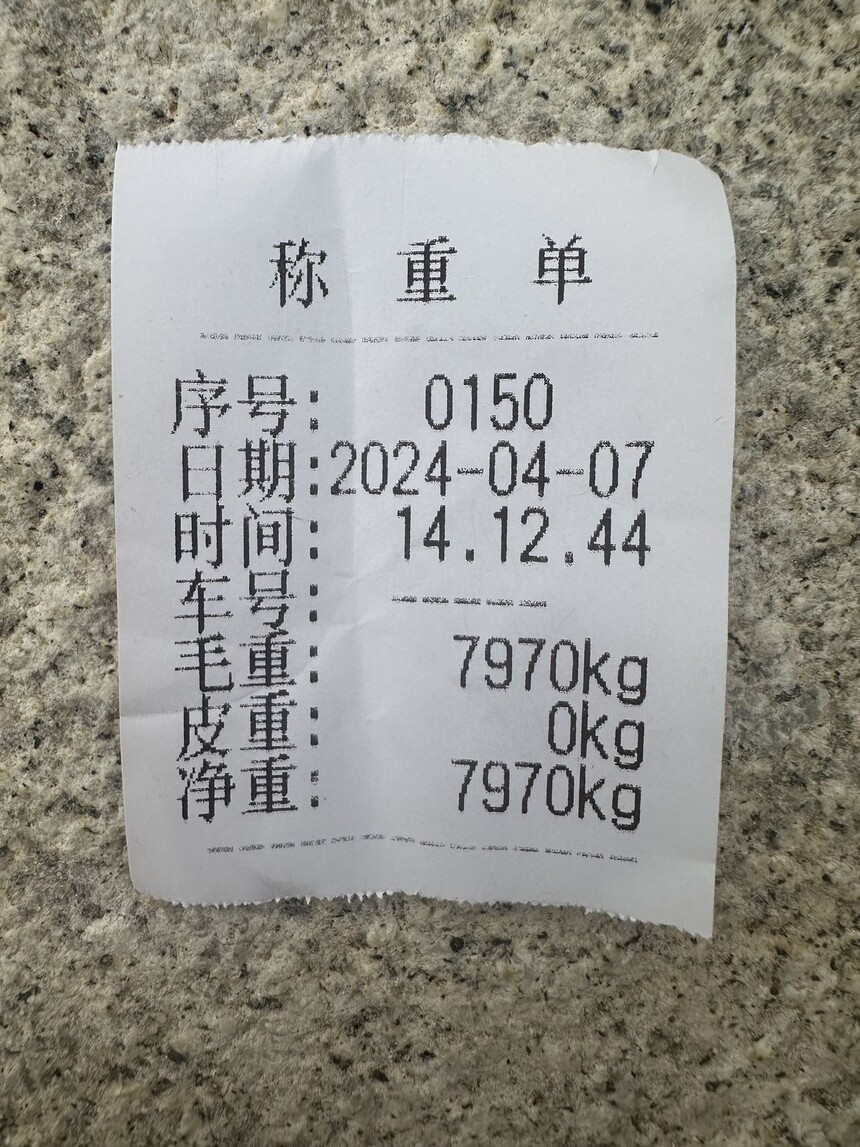 称重单
序号: 0150
日期:2024-04-07
时间: 14.12.44
车号: ------
毛重: 7970kg
皮重: 0kg
净重: 7970kg